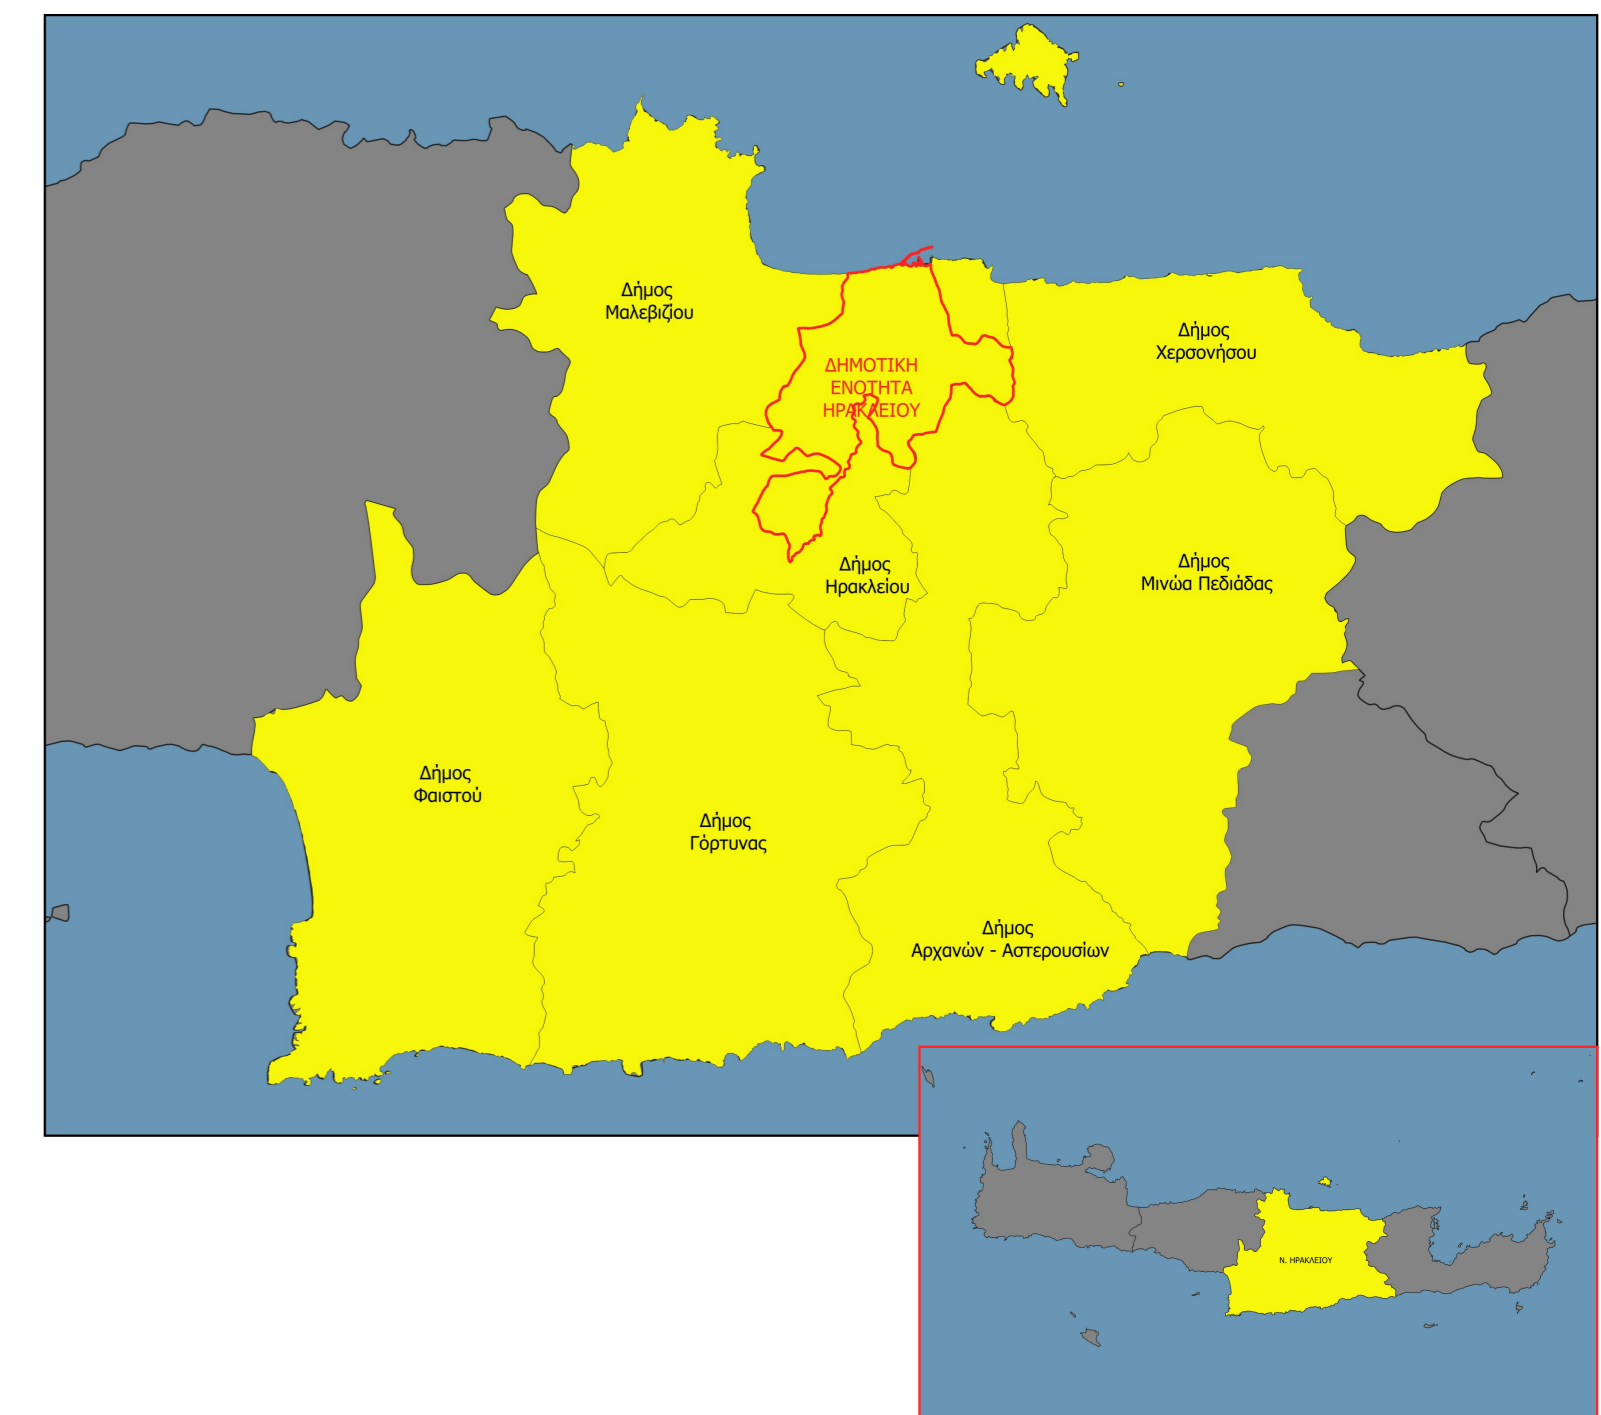 Δήμος
Μαλεβιζίου
Δήμος
Χερσονήσου
ΔΗΜΟΤΙΚΗ
ΕΝΟΤΗΤΑ
ΗΡΑΚΛΕΙΟΥ
Δήμος
Ηρακλείου
Δήμος
Μινώα Πεδιάδας
Δήμος
Φαιστού
Δήμος
Γόρτυνας
Δήμος
Αρχανών - Αστερουσίων
Ν. ΗΡΑΚΛΕΙΟΥ